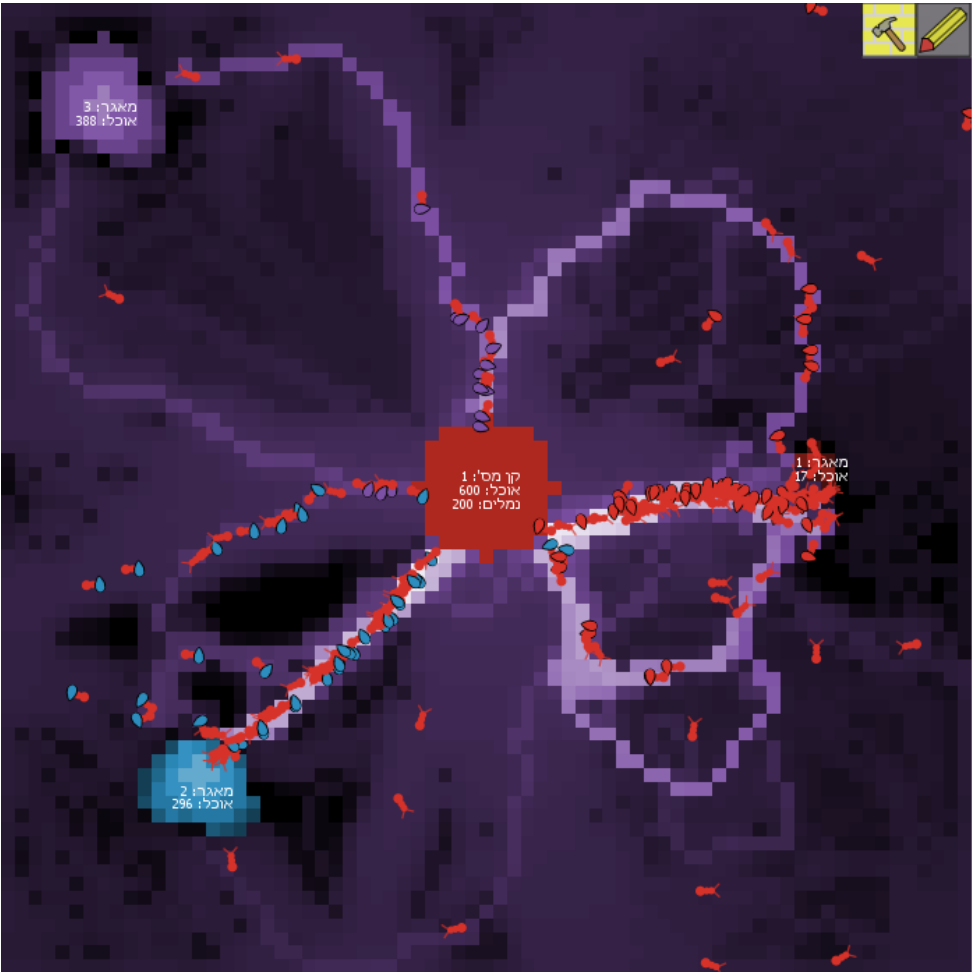 מאגר: 3
אוכל: 388
מאגר: 1
אוכל: 17
קן מס': 1
אוכל: 600
נמלים: 200
מאגר: 2
אוכל: 296